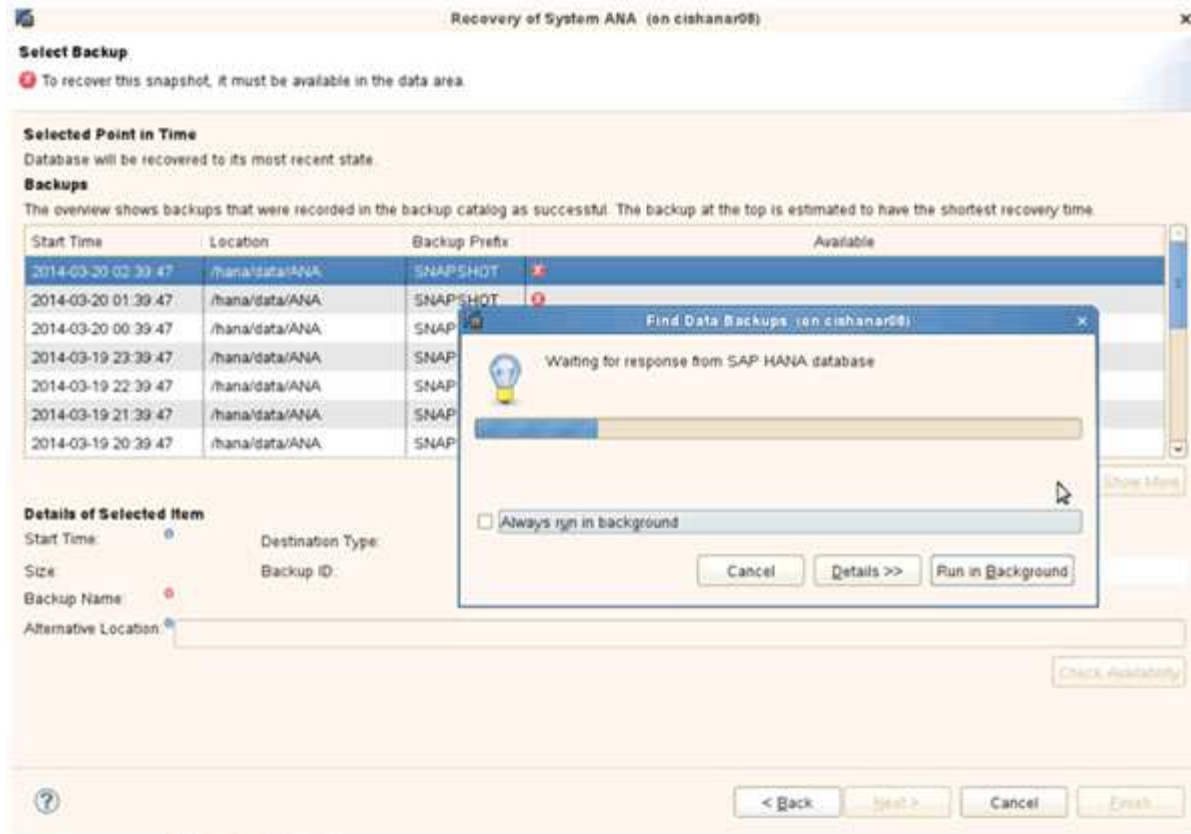 Recovery of System ANA (on cishanar08)
Select Backup
To recover this snapshot, it must be available in the data area.
Selected Point in Time
Database will be recovered to its most recent state.
Backups
The overview shows backups that were recorded in the backup catalog as successful. The backup at the top is estimated to have the shortest recovery time.
Start Time Location Backup Prefix Available
2014-03-20 02:39:47 /hana/data/ANA SNAPSHOT
2014-03-20 01:39:47 /hana/data/ANA SNAPSHOT
2014-03-20 00:39:47 /hana/data/ANA SNAP
2014-03-19 23:39:47 /hana/data/ANA SNAP
2014-03-19 22:39:47 /hana/data/ANA SNAP
2014-03-19 21:39:47 /hana/data/ANA SNAP
2014-03-19 20:39:47 /hana/data/ANA SNAP
Find Data Backups (on cishanar08)
Waiting for response from SAP HANA database
Always run in background
Cancel Details >> Run in Background
Show More
Details of Selected Item
Start Time: Destination Type:
Size: Backup ID:
Backup Name:
Alternative Location:
Check Availability
< Back Next > Cancel Finish